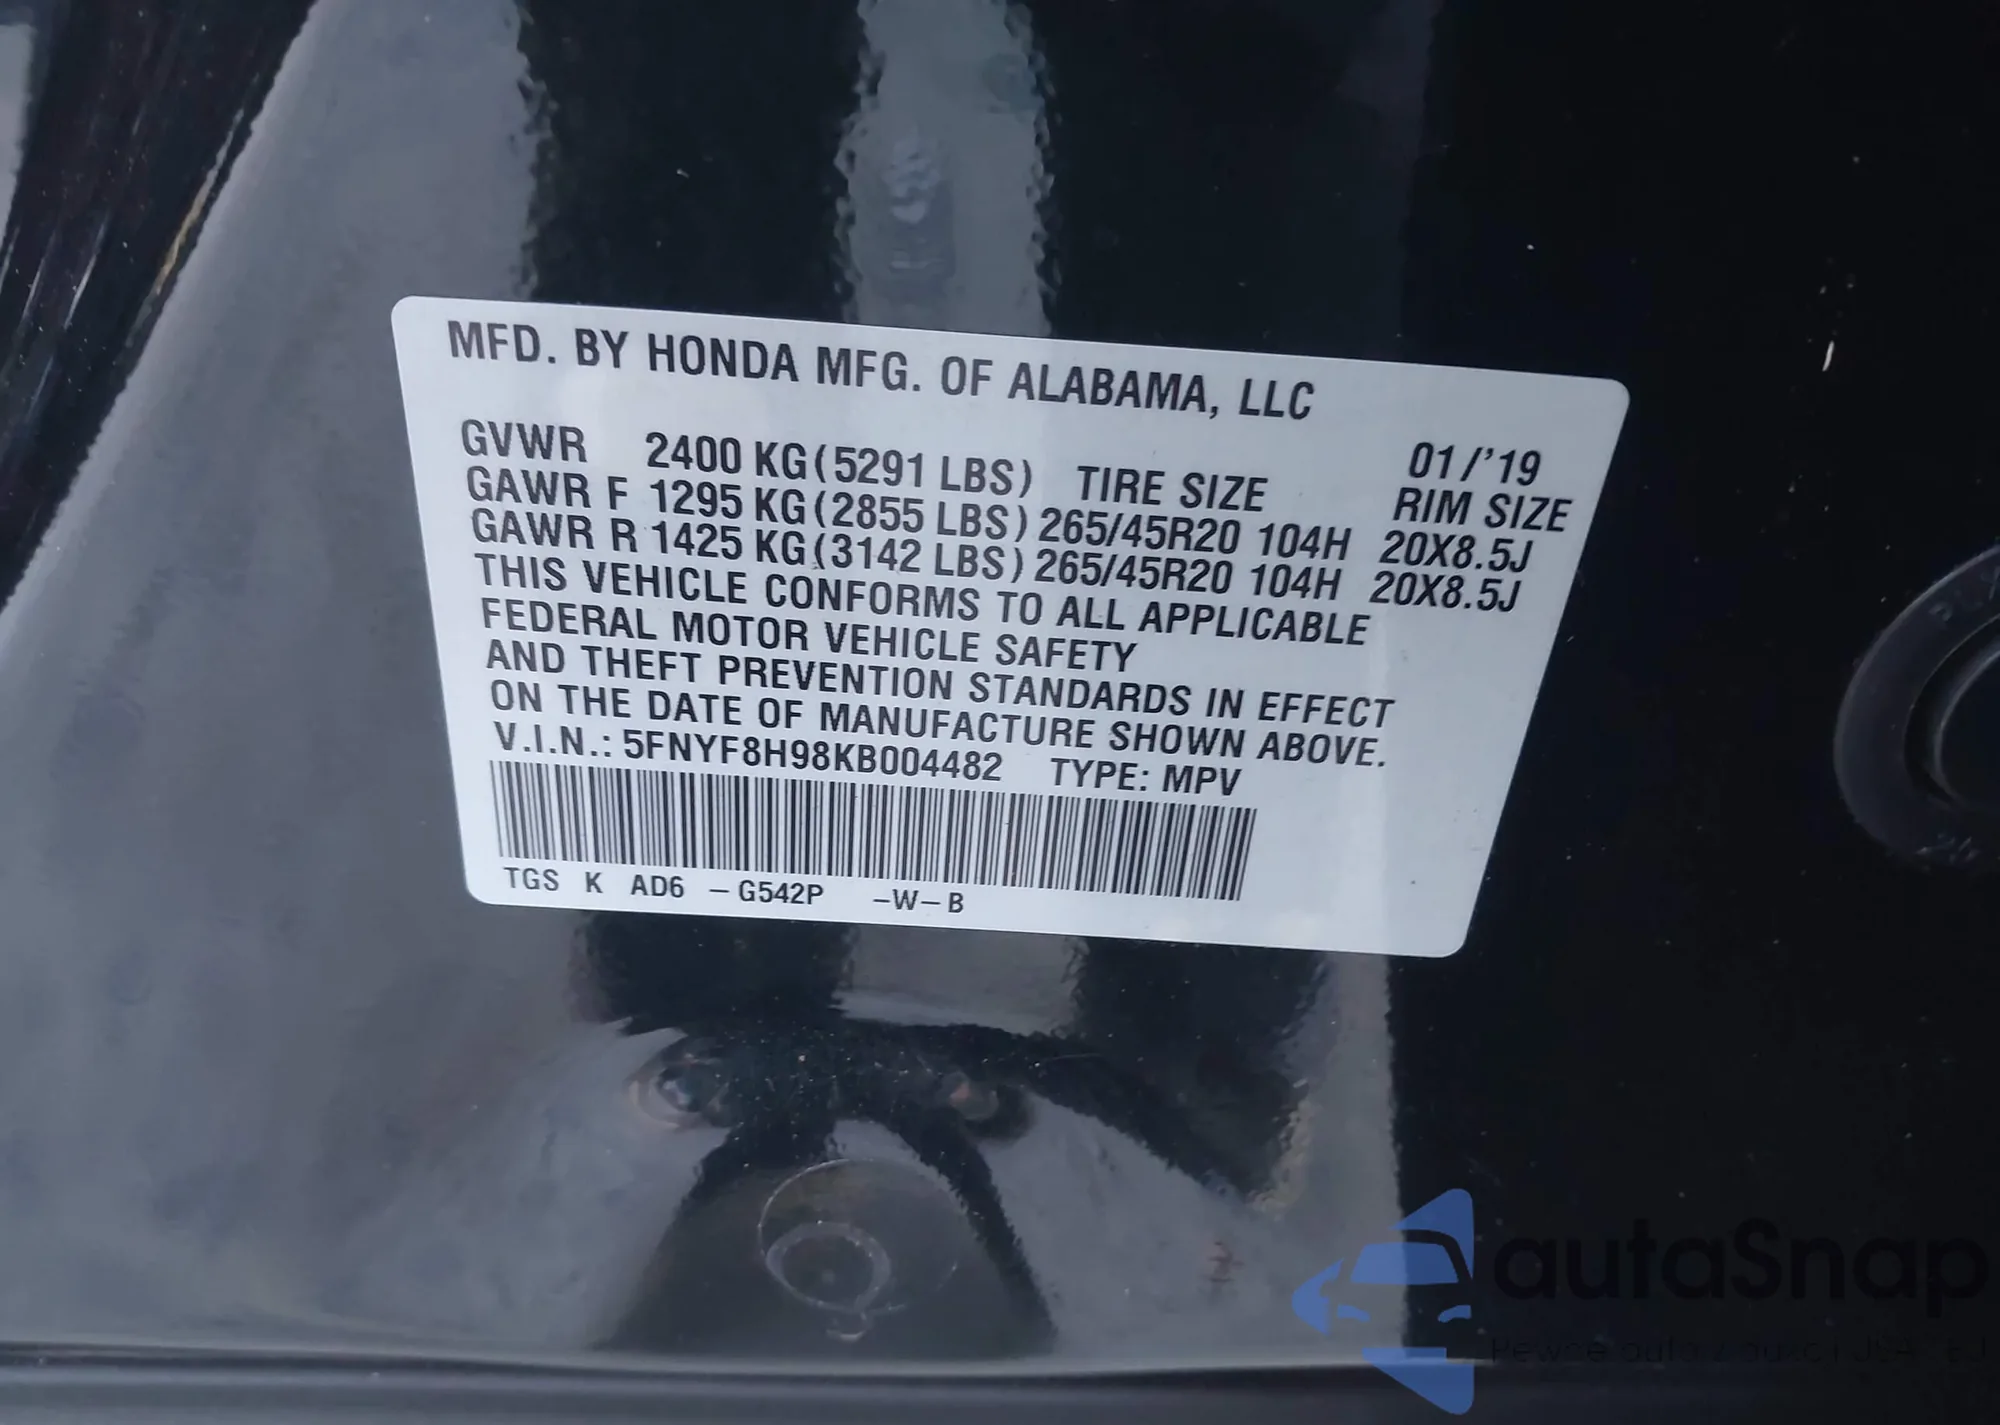 MFD. BY HONDA MFG. OF ALABAMA, LLC
01/'19
GVWR 2400 KG (5291 LBS) TIRE SIZE RIM SIZE
GAWR F 1295 KG (2855 LBS) 265/45R20 104H 20X8.5J
GAWR R 1425 KG (3142 LBS) 265/45R20 104H 20X8.5J
THIS VEHICLE CONFORMS TO ALL APPLICABLE
FEDERAL MOTOR VEHICLE SAFETY
AND THEFT PREVENTION STANDARDS IN EFFECT
ON THE DATE OF MANUFACTURE SHOWN ABOVE.
V.I.N.: 5FNYF8H98KB004482 TYPE: MPV
TGS K AD6 -G542P -W-B
autaSnap